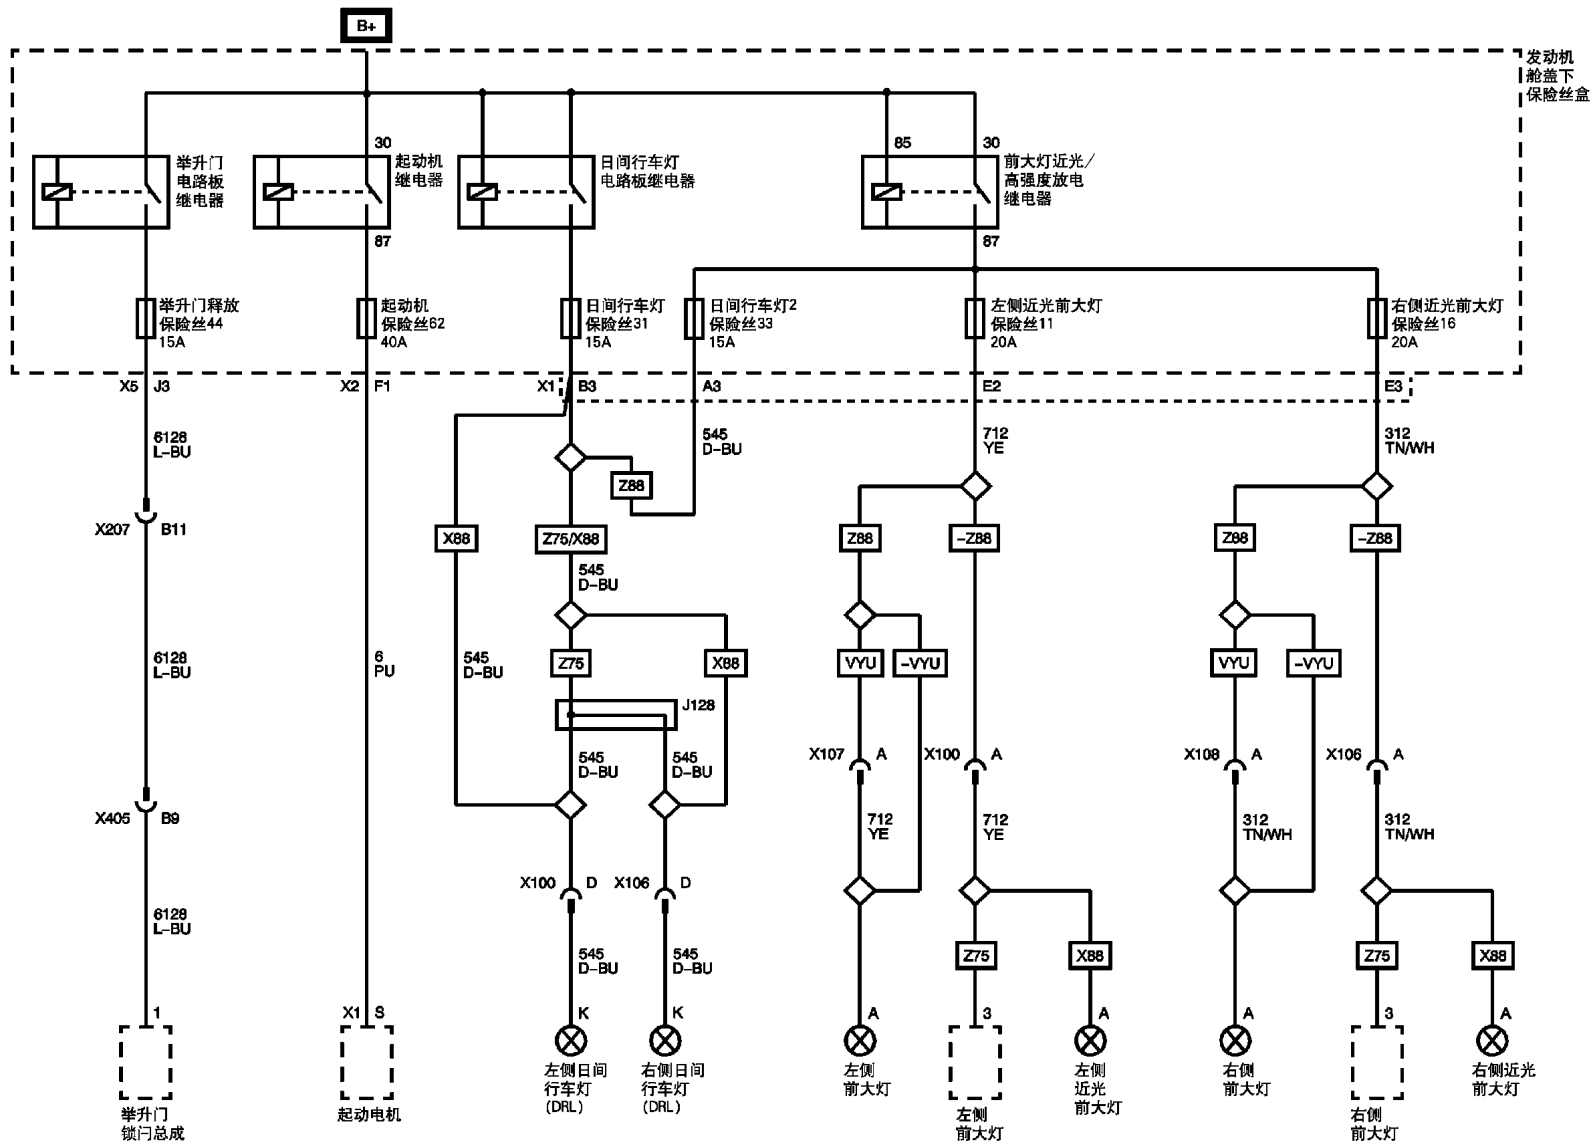 B+
发动机
舱盖下
保险丝盒
举升门
电路板
继电器
30
起动机
继电器
87
日间行车灯
电路板继电器
85
30
前大灯近光/
高强度放电
继电器
87
举升门释放
保险丝44
15A
起动机
保险丝62
40A
日间行车灯
保险丝31
15A
日间行车灯2
保险丝33
15A
左侧近光前大灯
保险丝11
20A
右侧近光前大灯
保险丝16
20A
X5 J3
X2 F1
X1 B3
A3
E2
E3
6128
L-BU
545
D-BU
712
YE
312
TN/WH
Z88
X207 B11
X88
Z75/X88
Z88
-Z88
Z88
-Z88
545
D-BU
6128
L-BU
6
PU
545
D-BU
Z75
X88
VYU
-VYU
VYU
-VYU
J128
545
D-BU
545
D-BU
X107 A
X100 A
X108 A
X106 A
X405 B9
712
YE
712
YE
312
TN/WH
312
TN/WH
X100 D
X106 D
6128
L-BU
545
D-BU
545
D-BU
Z75
X88
Z75
X88
1
X1 S
K
K
A
3
A
A
3
A
举升门
锁闩总成
起动电机
左侧日间
行车灯
(DRL)
右侧日间
行车灯
(DRL)
左侧
前大灯
左侧
前大灯
左侧
近光
前大灯
右侧
前大灯
右侧
前大灯
右侧近光
前大灯